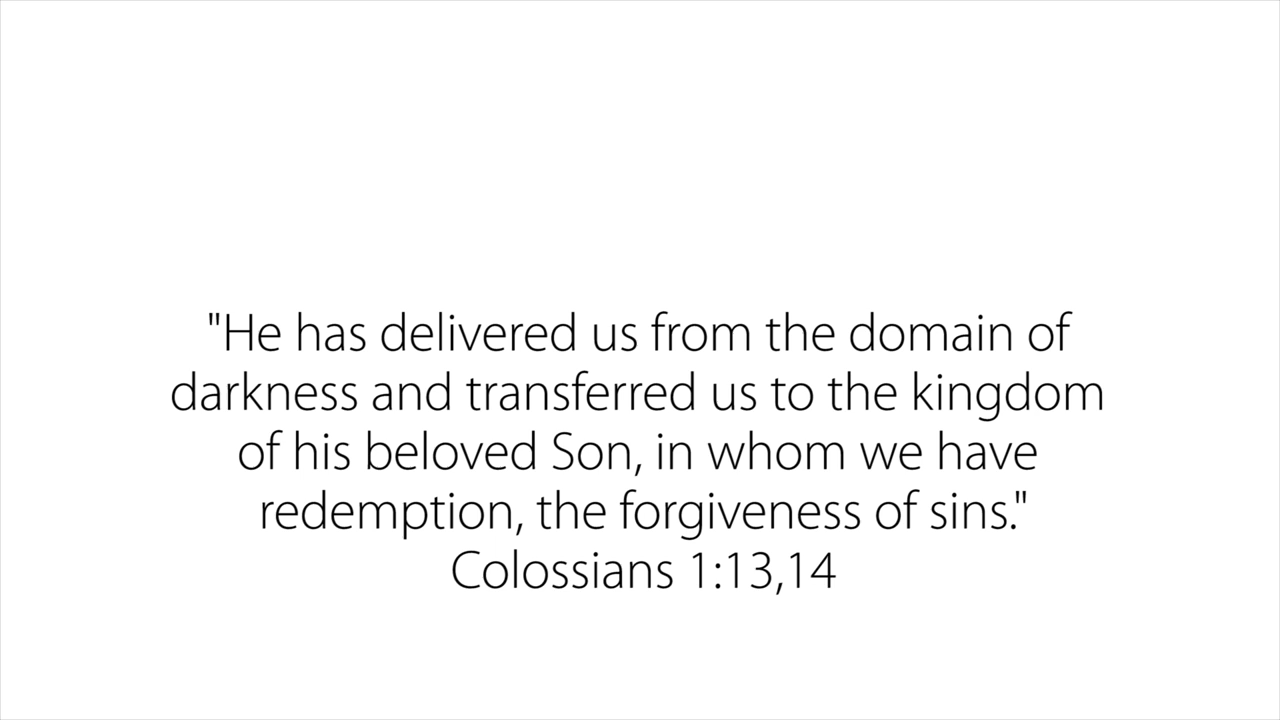 "He has delivered us from the domain of
darkness and transferred us to the kingdom
of his beloved Son, in whom we have
redemption, the forgiveness of sins."
Colossians 1:13,14